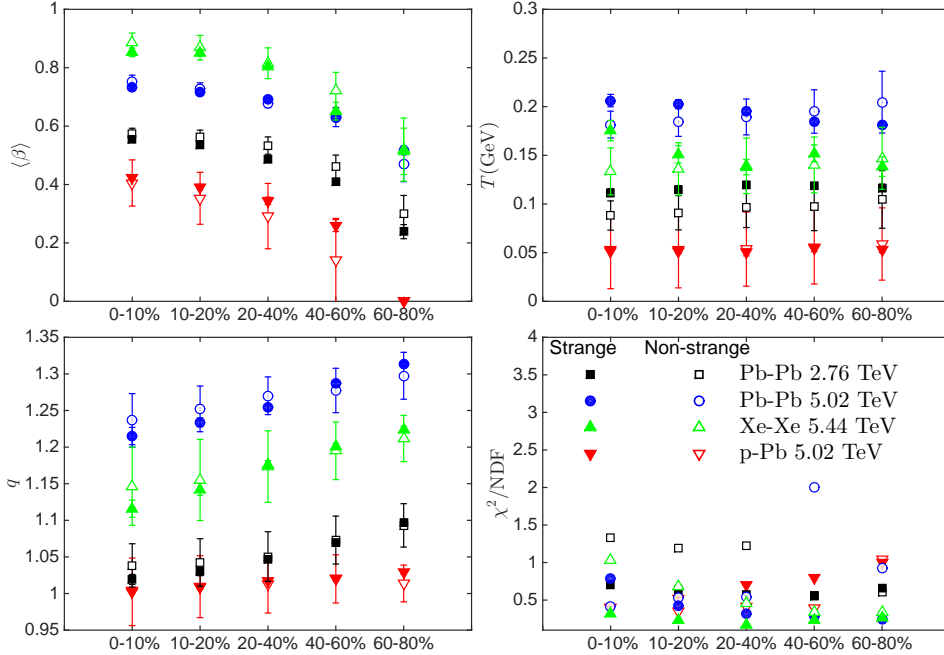 1
0.8
0.6
0.4
0.2
0
⟨β⟩
0-10% 10-20% 20-40% 40-60% 60-80%
0.3
0.25
0.2
0.15
0.1
0.05
0
T(GeV)
0-10% 10-20% 20-40% 40-60% 60-80%
1.35
1.3
1.25
1.2
1.15
1.1
1.05
1
0.95
q
0-10% 10-20% 20-40% 40-60% 60-80%
4
3.5
3
2.5
2
1.5
1
0.5
χ²/NDF
Strange Non-strange
Pb-Pb 2.76 TeV
Pb-Pb 5.02 TeV
Xe-Xe 5.44 TeV
p-Pb 5.02 TeV
0-10% 10-20% 20-40% 40-60% 60-80%